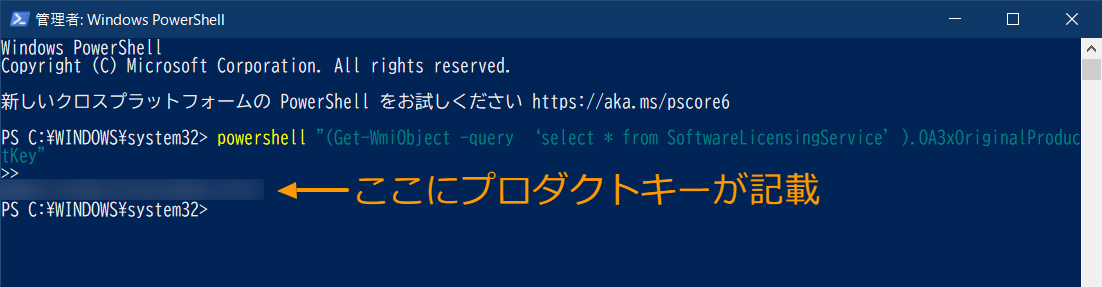 管理者: Windows PowerShell
Windows PowerShell
Copyright (C) Microsoft Corporation. All rights reserved.
新しいクロスプラットフォームの PowerShell をお試しください https://aka.ms/pscore6
PS C:¥WINDOWS¥system32> powershell ”(Get-WmiObject -query ‘select * from SoftwareLicensingService’).OA3xOriginalProduc
tKey”
>>
ここにプロダクトキーが記載
PS C:¥WINDOWS¥system32>